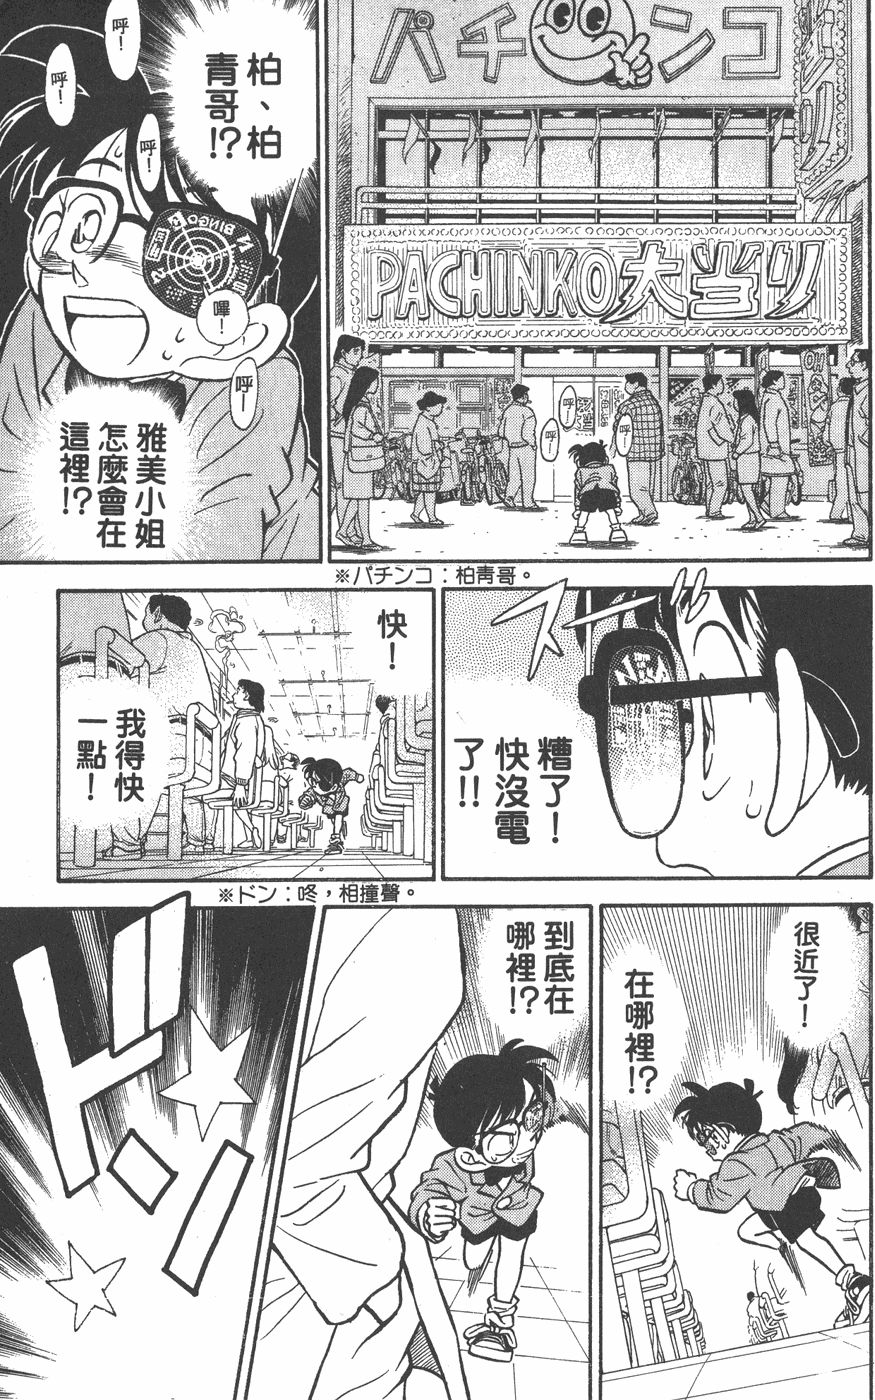 パチンコ
PACHINKO大当り
呼!
呼—
呼!
OH
柏、柏
青哥!?
呼!
呼!
呼!
BINGO
嗶!
呼—
雅美小姐
怎麼會在
這裡!?
※パチンコ：柏青哥。
糟了!
快沒電
了!!
快!
我得快
一點!
※ドン：咚，相撞聲。
很近了!
在哪裡!?
到底在
哪裡!?
ドン